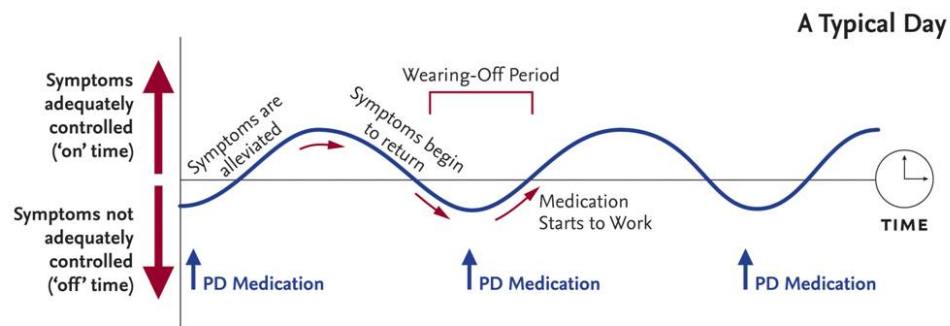 A Typical Day
Symptoms
adequately
controlled
(‘on’ time)
Symptoms not
adequately
controlled
(‘off’ time)
Symptoms are
alleviated
Symptoms begin
to return
Wearing-Off Period
Medication
Starts to Work
TIME
PD Medication
PD Medication
PD Medication